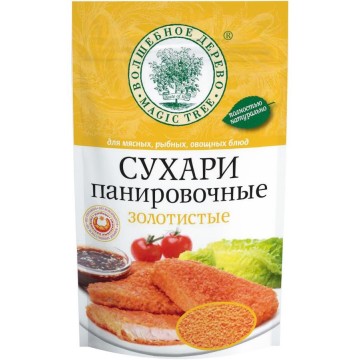 ВОЛШЕБНОЕ ДЕРЕВО
MAGIC TREE
®
полностью
натурально
для мясных, рыбных, овощных блюд
СУХАРИ
панировочные
золотистые